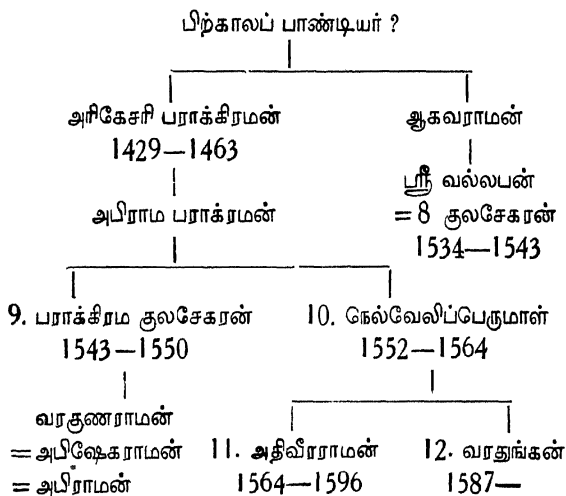 பிற்காலப் பாண்டியர் ?
அரிகேசரி பராக்கிரமன்
1429—1463
ஆகவராமன்
ஸ்ரீ வல்லபன்
= 8 குலசேகரன்
1534—1543
அபிராம பராக்ரமன்
9. பராக்கிரம குலசேகரன்
1543—1550
10. நெல்வேலிப்பெருமாள்
1552—1564
வரகுணராமன்
=அபிஷேகராமன்
=அபிராமன்
11. அதிவீரராமன்
1564—1596
12. வரதுங்கன்
1587—